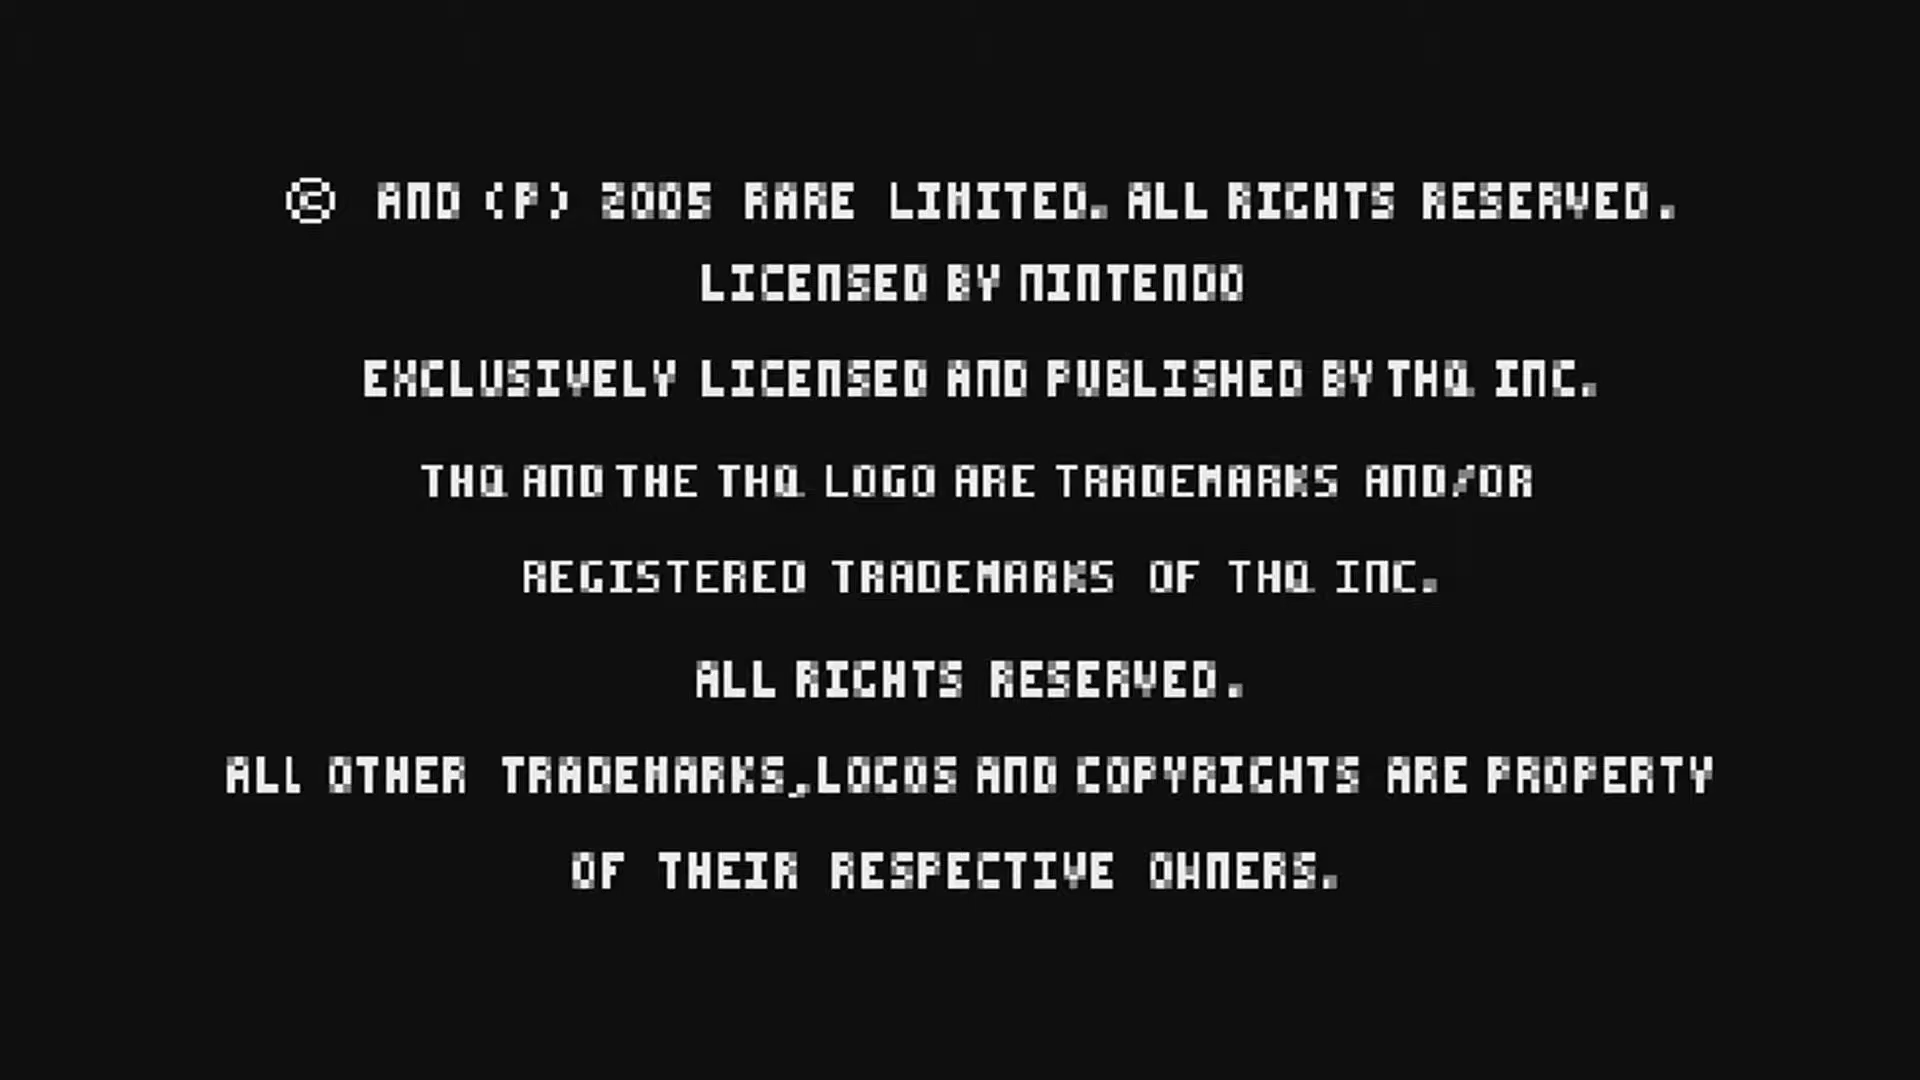 © AND (P) 2005 RARE LIMITED. ALL RIGHTS RESERVED.
LICENSED BY NINTENDO
EXCLUSIVELY LICENSED AND PUBLISHED BY THQ INC.
THQ AND THE THQ LOGO ARE TRADEMARKS AND/OR
REGISTERED TRADEMARKS OF THQ INC.
ALL RIGHTS RESERVED.
ALL OTHER TRADEMARKS,LOGOS AND COPYRIGHTS ARE PROPERTY
OF THEIR RESPECTIVE OWNERS.